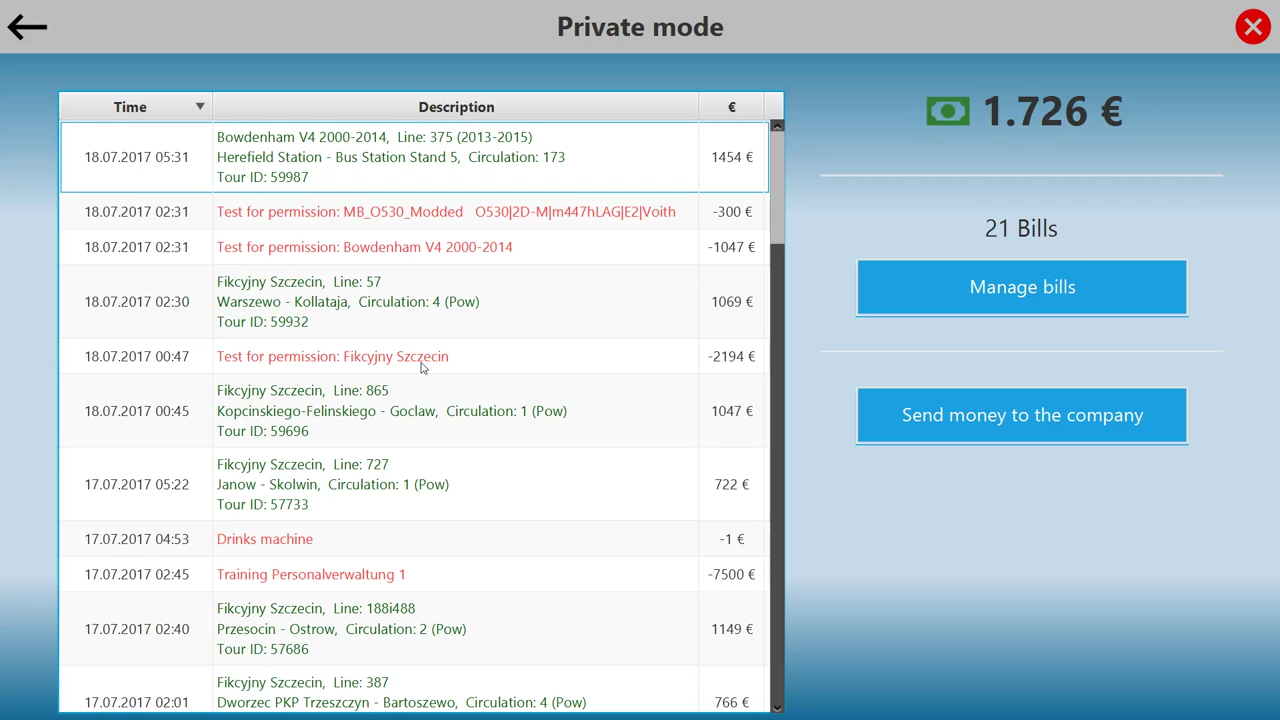 Private mode
Time Description €
18.07.2017 05:31
Bowdenham V4 2000-2014, Line: 375 (2013-2015)
Herefield Station - Bus Station Stand 5, Circulation: 173
Tour ID: 59987
1454 €
18.07.2017 02:31 Test for permission: MB_O530_Modded O530|2D-M|m447hLAG|E2|Voith -300 €
18.07.2017 02:31 Test for permission: Bowdenham V4 2000-2014 -1047 €
18.07.2017 02:30
Fikcyjny Szczecin, Line: 57
Warszewo - Kollataja, Circulation: 4 (Pow)
Tour ID: 59932
1069 €
18.07.2017 00:47 Test for permission: Fikcyjny Szczecin -2194 €
18.07.2017 00:45
Fikcyjny Szczecin, Line: 865
Kopcinskiego-Felinskiego - Goclaw, Circulation: 1 (Pow)
Tour ID: 59696
1047 €
17.07.2017 05:22
Fikcyjny Szczecin, Line: 727
Janow - Skolwin, Circulation: 1 (Pow)
Tour ID: 57733
722 €
17.07.2017 04:53 Drinks machine -1 €
17.07.2017 02:45 Training Personalverwaltung 1 -7500 €
17.07.2017 02:40
Fikcyjny Szczecin, Line: 188i488
Przesocin - Ostrow, Circulation: 2 (Pow)
Tour ID: 57686
1149 €
17.07.2017 02:01
Fikcyjny Szczecin, Line: 387
Dworzec PKP Trzeszczyn - Bartoszewo, Circulation: 4 (Pow)
766 €
1.726 €
21 Bills
Manage bills
Send money to the company